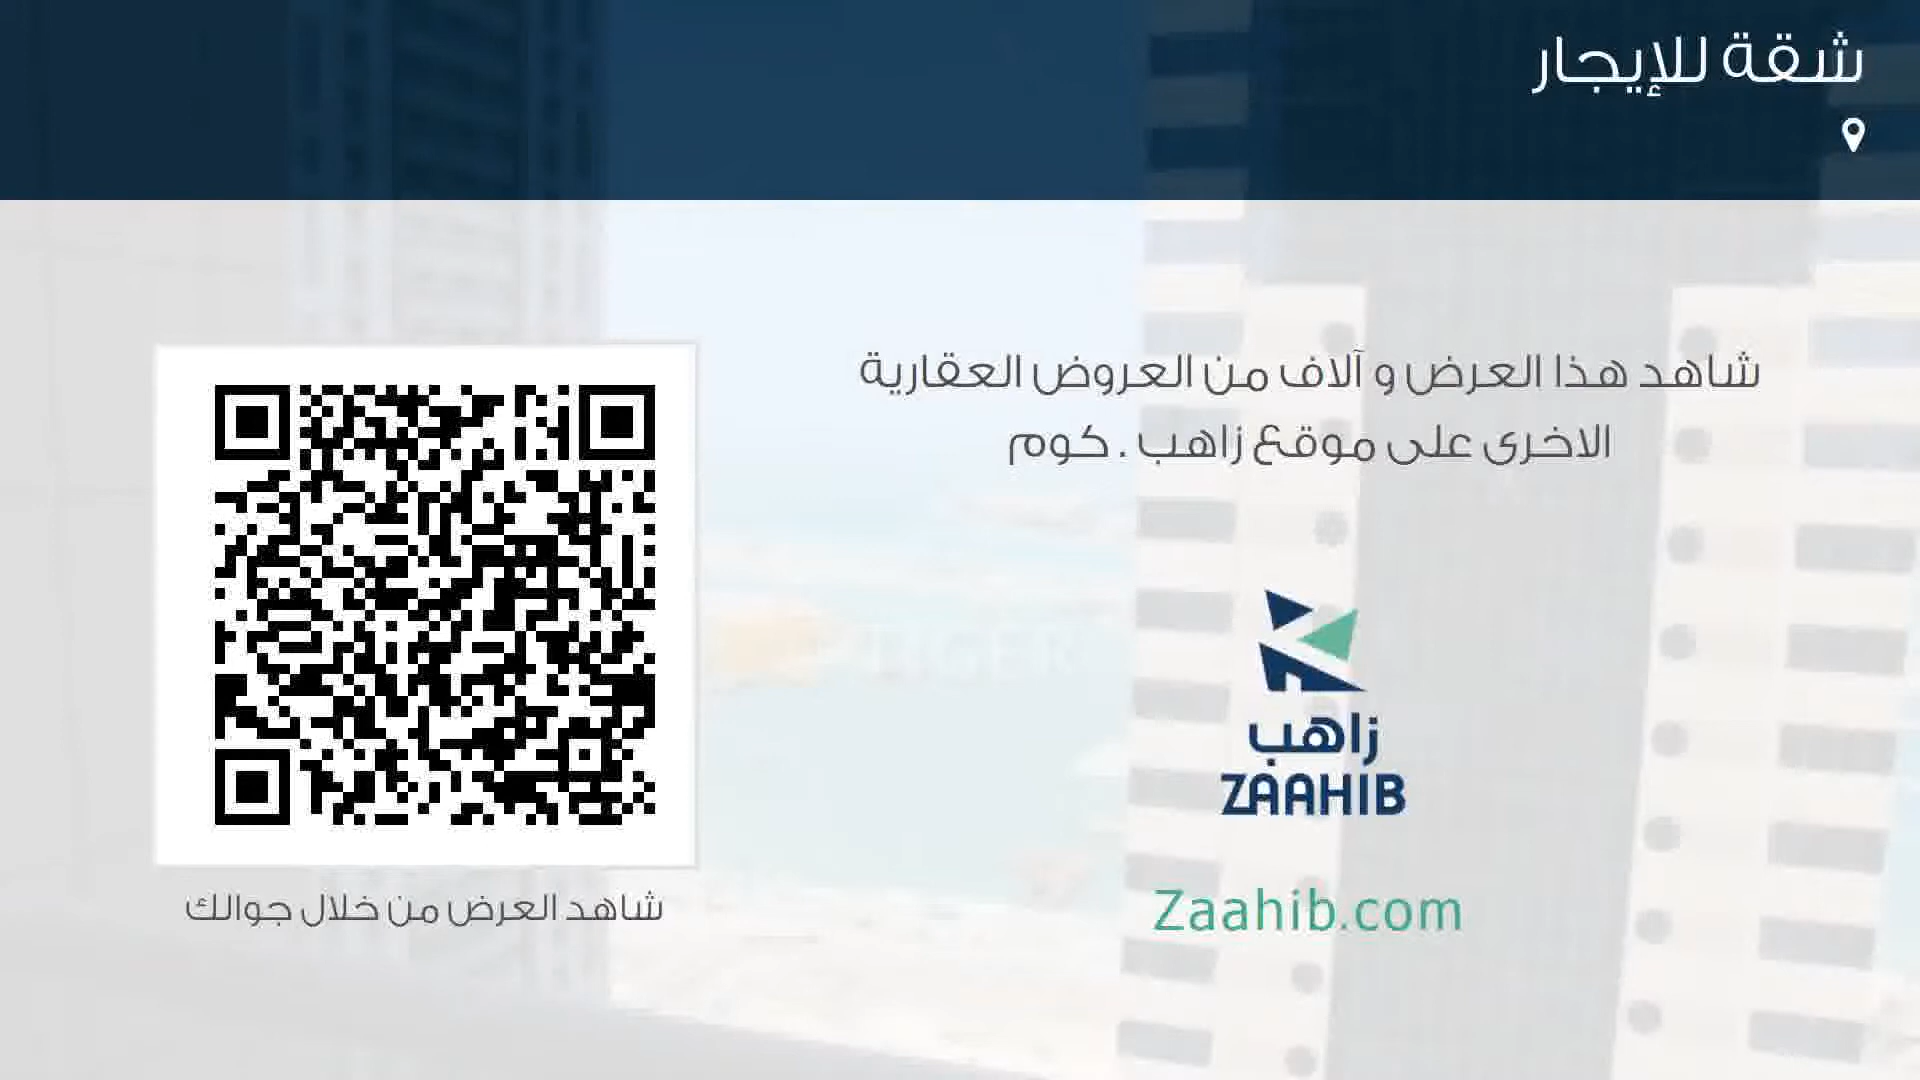 شقة للإيجار
شاهد هذا العرض و آلاف من العروض العقارية
الاخرى على موقع زاهب . كوم
TIGER
زاهب
ZAAHIB
Zaahib.com
شاهد العرض من خلال جوالك